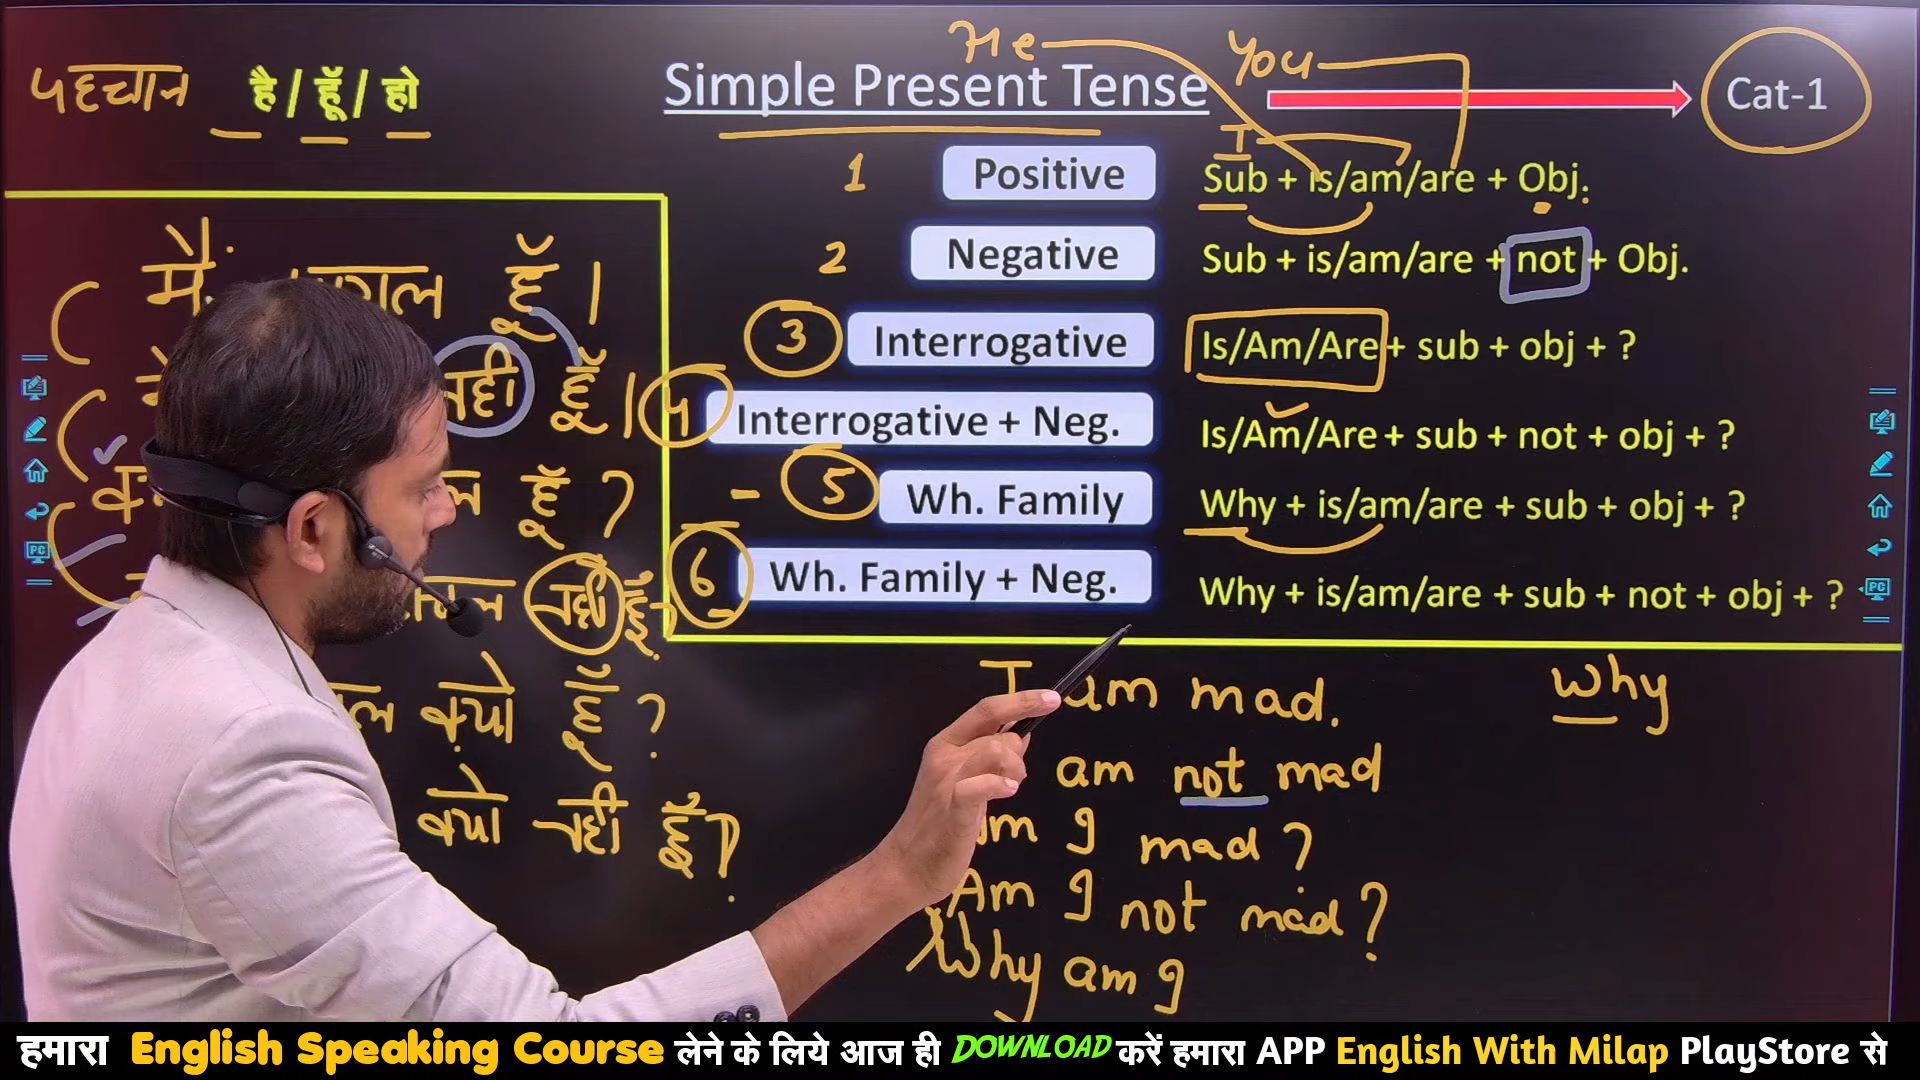 पहचान है / हूँ / हो
He You
Simple Present Tense Cat-1
I
1 Positive Sub + is/am/are + Obj.
2 Negative Sub + is/am/are + not + Obj.
3 Interrogative Is/Am/Are + sub + obj + ?
4 Interrogative + Neg. Is/Am/Are + sub + not + obj + ?
- 5 Wh. Family Why + is/am/are + sub + obj + ?
6 Wh. Family + Neg. Why + is/am/are + sub + not + obj + ?
मैं हूँ।
नहीं हूँ।
हूँ ?
नहीं हूँ ?
क्यो हूँ ?
क्यो नहीं हूँ ?
I am mad. why
am not mad
Am I mad ?
Am I not mad ?
Why am I
हमारा English Speaking Course लेने के लिये आज ही DOWNLOAD करें हमारा APP English With Milap PlayStore से